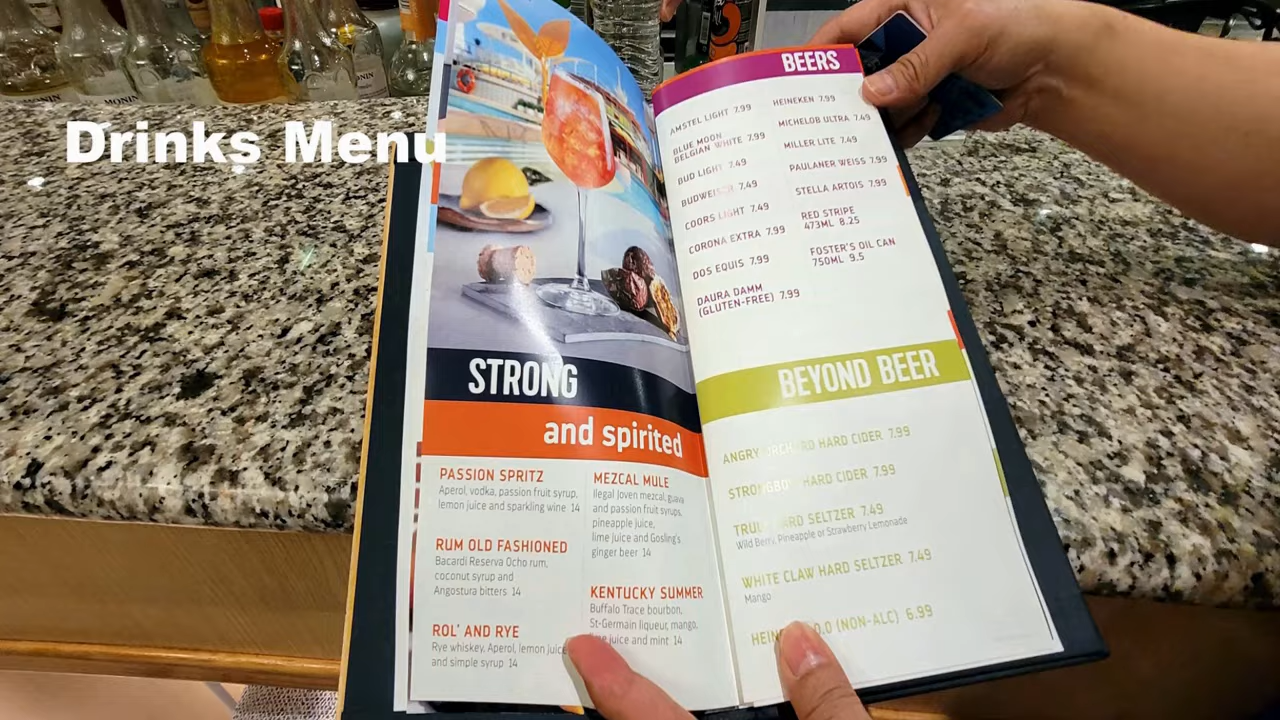 MONIN
Drinks Menu
STRONG
and spirited
PASSION SPRITZ
Aperol, vodka, passion fruit syrup,
lemon juice and sparkling wine 14
RUM OLD FASHIONED
Bacardi Reserva Ocho rum,
coconut syrup and
Angostura bitters 14
ROL' AND RYE
Rye whiskey, Aperol, lemon juice
and simple syrup 14
MEZCAL MULE
Ilegal Joven mezcal, guava
and passion fruit syrups,
pineapple juice,
lime juice and Gosling's
ginger beer 14
KENTUCKY SUMMER
Buffalo Trace bourbon,
St-Germain liqueur, mango,
juice and mint 14
BEERS
AMSTEL LIGHT 7.99
BLUE MOON
BELGIAN WHITE 7.99
BUD LIGHT 7.49
BUDWEISER 7.49
COORS LIGHT 7.49
CORONA EXTRA 7.99
DOS EQUIS 7.99
DAURA DAMM
(GLUTEN-FREE) 7.99
HEINEKEN 7.99
MICHELOB ULTRA 7.49
MILLER LITE 7.49
PAULANER WEISS 7.99
STELLA ARTOIS 7.99
RED STRIPE
473ML 8.25
FOSTER'S OIL CAN
750ML 9.5
BEYOND BEER
ANGRY ORCHARD HARD CIDER 7.99
STRONGBOW HARD CIDER 7.99
TRULY HARD SELTZER 7.49
Wild Berry, Pineapple or Strawberry Lemonade
WHITE CLAW HARD SELTZER 7.49
Mango
0.0 (NON-ALC) 6.99